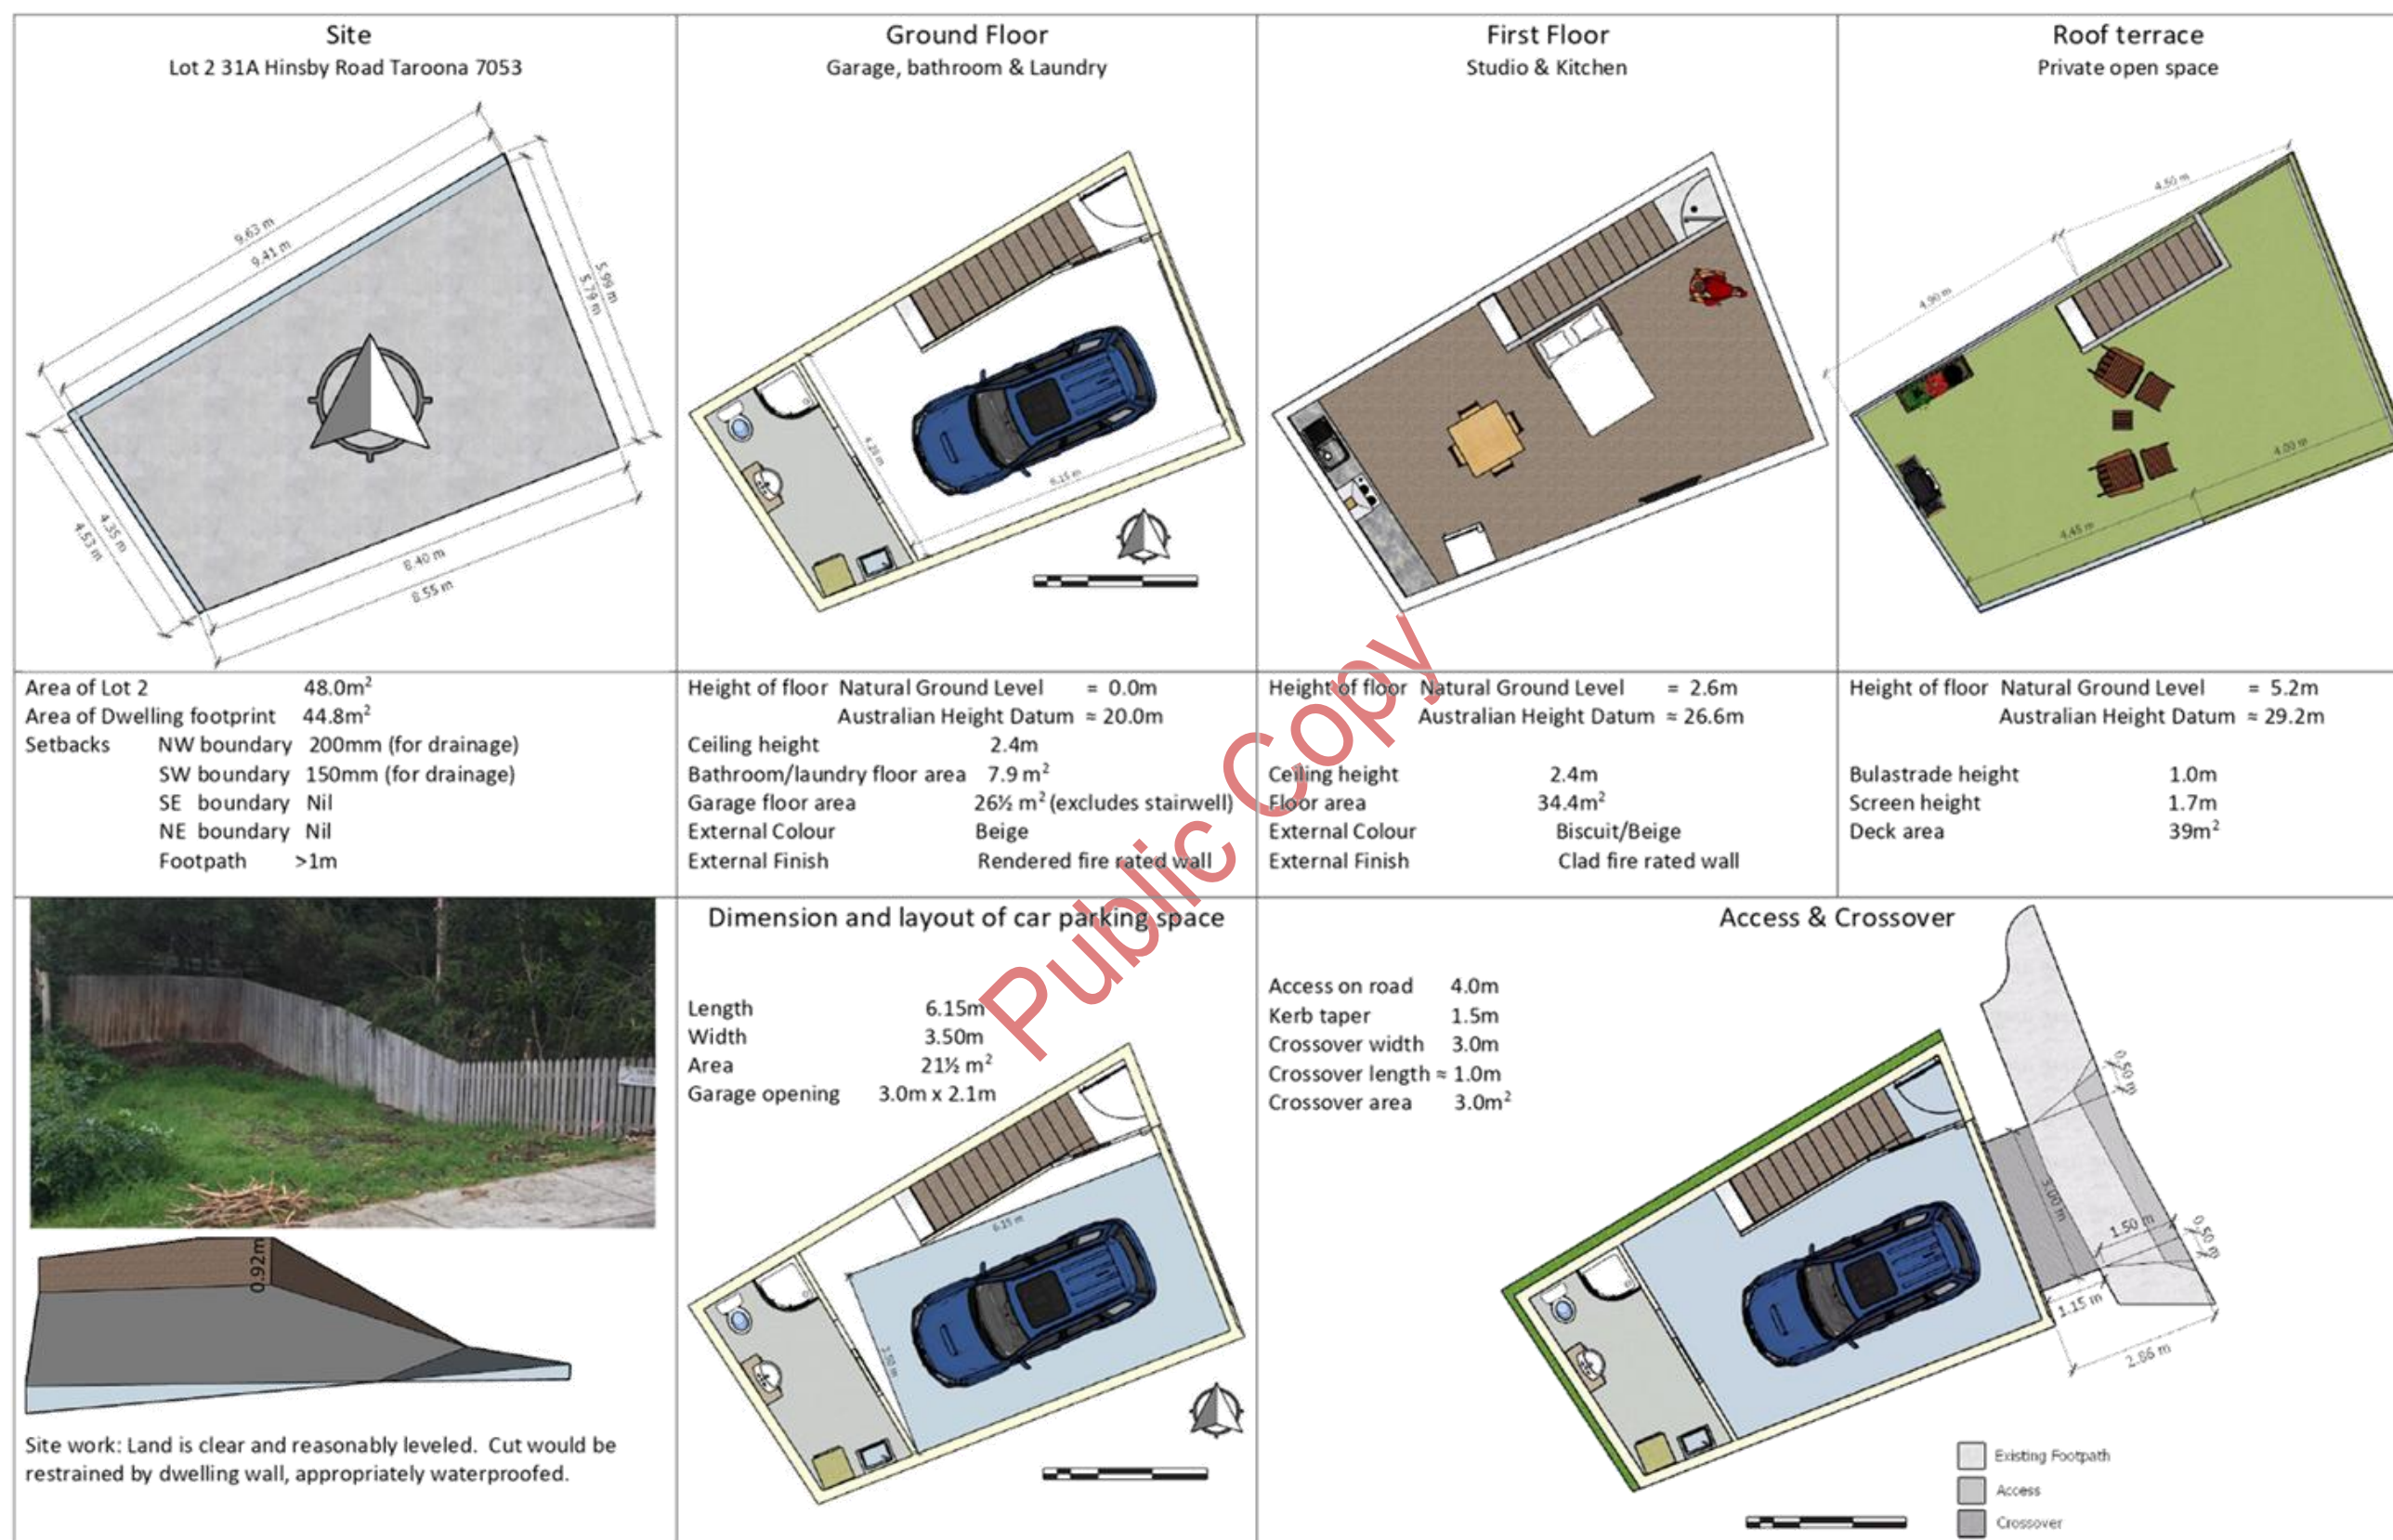 Site
Lot 2 31A Hinsby Road Taroona 7053
9.63 m
9.41 m
5.99 m
5.79 m
4.53 m
4.35 m
8.40 m
8.55 m
Ground Floor
Garage, bathroom & Laundry
4.20 m
6.15 m
First Floor
Studio & Kitchen
Roof terrace
Private open space
4.50 m
4.90 m
4.00 m
4.45 m
Area of Lot 2 48.0m²
Area of Dwelling footprint 44.8m²
Setbacks NW boundary 200mm (for drainage)
SW boundary 150mm (for drainage)
SE boundary Nil
NE boundary Nil
Footpath >1m
Height of floor Natural Ground Level = 0.0m
Australian Height Datum ≈ 20.0m
Ceiling height 2.4m
Bathroom/laundry floor area 7.9 m²
Garage floor area 26½ m² (excludes stairwell)
External Colour Beige
External Finish Rendered fire rated wall
Height of floor Natural Ground Level = 2.6m
Australian Height Datum ≈ 26.6m
Ceiling height 2.4m
Floor area 34.4m²
External Colour Biscuit/Beige
External Finish Clad fire rated wall
Height of floor Natural Ground Level = 5.2m
Australian Height Datum ≈ 29.2m
Bulastrade height 1.0m
Screen height 1.7m
Deck area 39m²
Public Copy
0.92m
Site work: Land is clear and reasonably leveled. Cut would be
restrained by dwelling wall, appropriately waterproofed.
Dimension and layout of car parking space
Length 6.15m
Width 3.50m
Area 21½ m²
Garage opening 3.0m x 2.1m
6.15 m
3.50 m
Access & Crossover
Access on road 4.0m
Kerb taper 1.5m
Crossover width 3.0m
Crossover length ≈ 1.0m
Crossover area 3.0m²
0.50 m
3.00 m
1.50 m
0.50 m
1.15 m
2.86 m
Existing Footpath
Access
Crossover